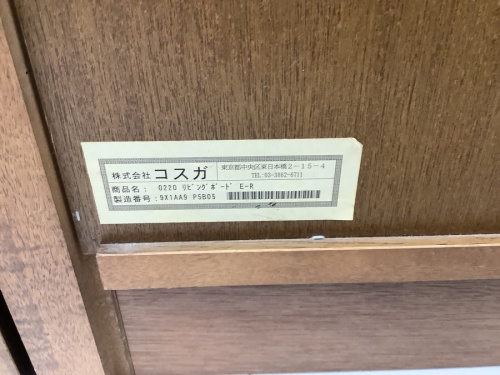 株式会社 コスガ
東京都中央区東日本橋2-15-4
TEL:03-3862-6711
商品名: 0220 リビングボード E-R
製造番号:9X1AA9 P5B05